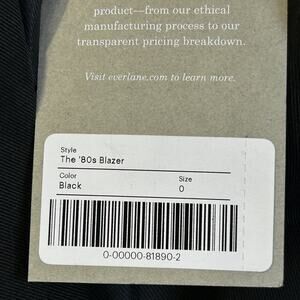 product—from our ethical
manufacturing process to our
transparent pricing breakdown.
Visit everlane.com to learn more.
Style
The '80s Blazer
Color
Size
Black
0
0-00000-81890-2